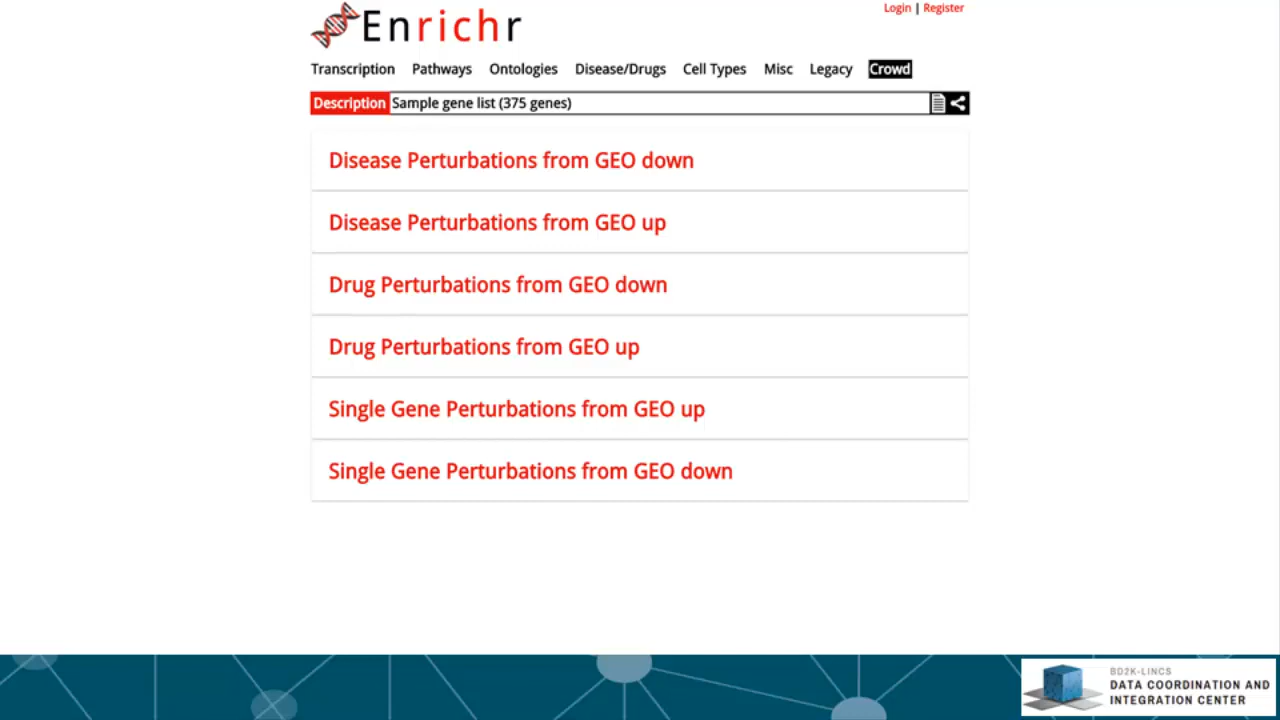 Login | Register
Enrichr
Transcription Pathways Ontologies Disease/Drugs Cell Types Misc Legacy Crowd
Description Sample gene list (375 genes)
Disease Perturbations from GEO down
Disease Perturbations from GEO up
Drug Perturbations from GEO down
Drug Perturbations from GEO up
Single Gene Perturbations from GEO up
Single Gene Perturbations from GEO down
BD2K-LINCS
DATA COORDINATION AND
INTEGRATION CENTER